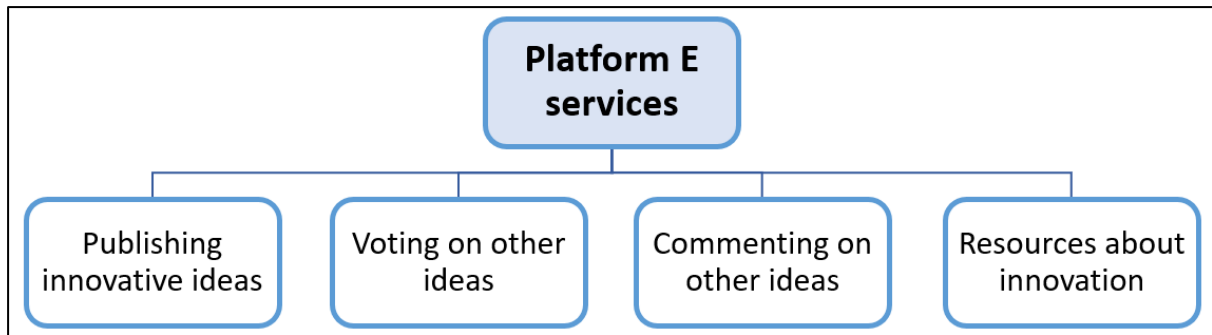 Platform E
services
Publishing
innovative ideas
Voting on other
ideas
Commenting on
other ideas
Resources about
innovation